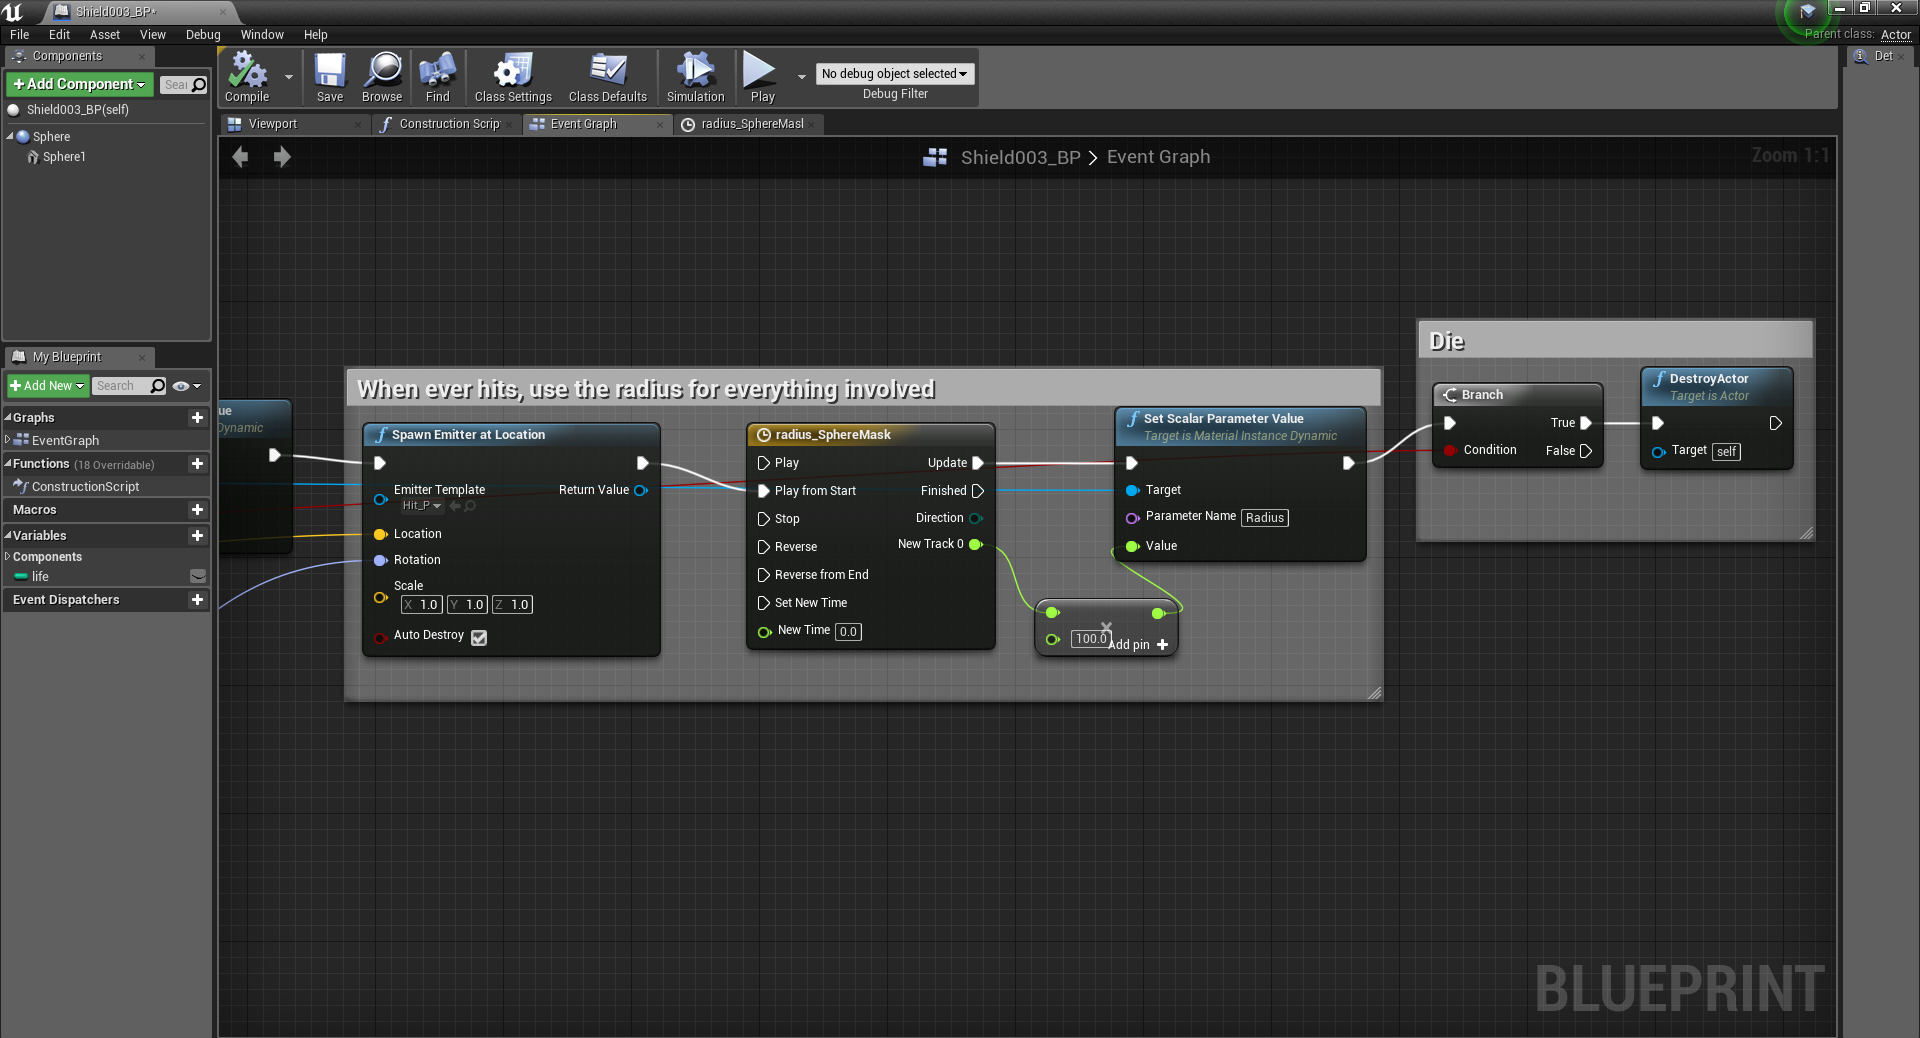 Shield003_BP*
File Edit Asset View Debug Window Help
Parent class: Actor
Components
Add Component
Sear
Shield003_BP(self)
Sphere
Sphere1
My Blueprint
Add New
Search
Graphs
EventGraph
Functions (18 Overridable)
ConstructionScript
Macros
Variables
Components
life
Event Dispatchers
Compile
Save
Browse
Find
Class Settings
Class Defaults
Simulation
Play
No debug object selected
Debug Filter
Det
Viewport
Construction Scrip
Event Graph
radius_SphereMasl
Shield003_BP > Event Graph
Zoom 1:1
ue
Dynamic
When ever hits, use the radius for everything involved
Spawn Emitter at Location
Emitter Template
Hit_P
Return Value
Location
Rotation
Scale
X 1.0 Y 1.0 Z 1.0
Auto Destroy
radius_SphereMask
Play
Update
Play from Start
Finished
Stop
Direction
Reverse
New Track 0
Reverse from End
Set New Time
New Time 0.0
100.0
Add pin
Set Scalar Parameter Value
Target is Material Instance Dynamic
Target
Parameter Name Radius
Value
Die
Branch
True
Condition
False
DestroyActor
Target is Actor
Target self
BLUEPRINT